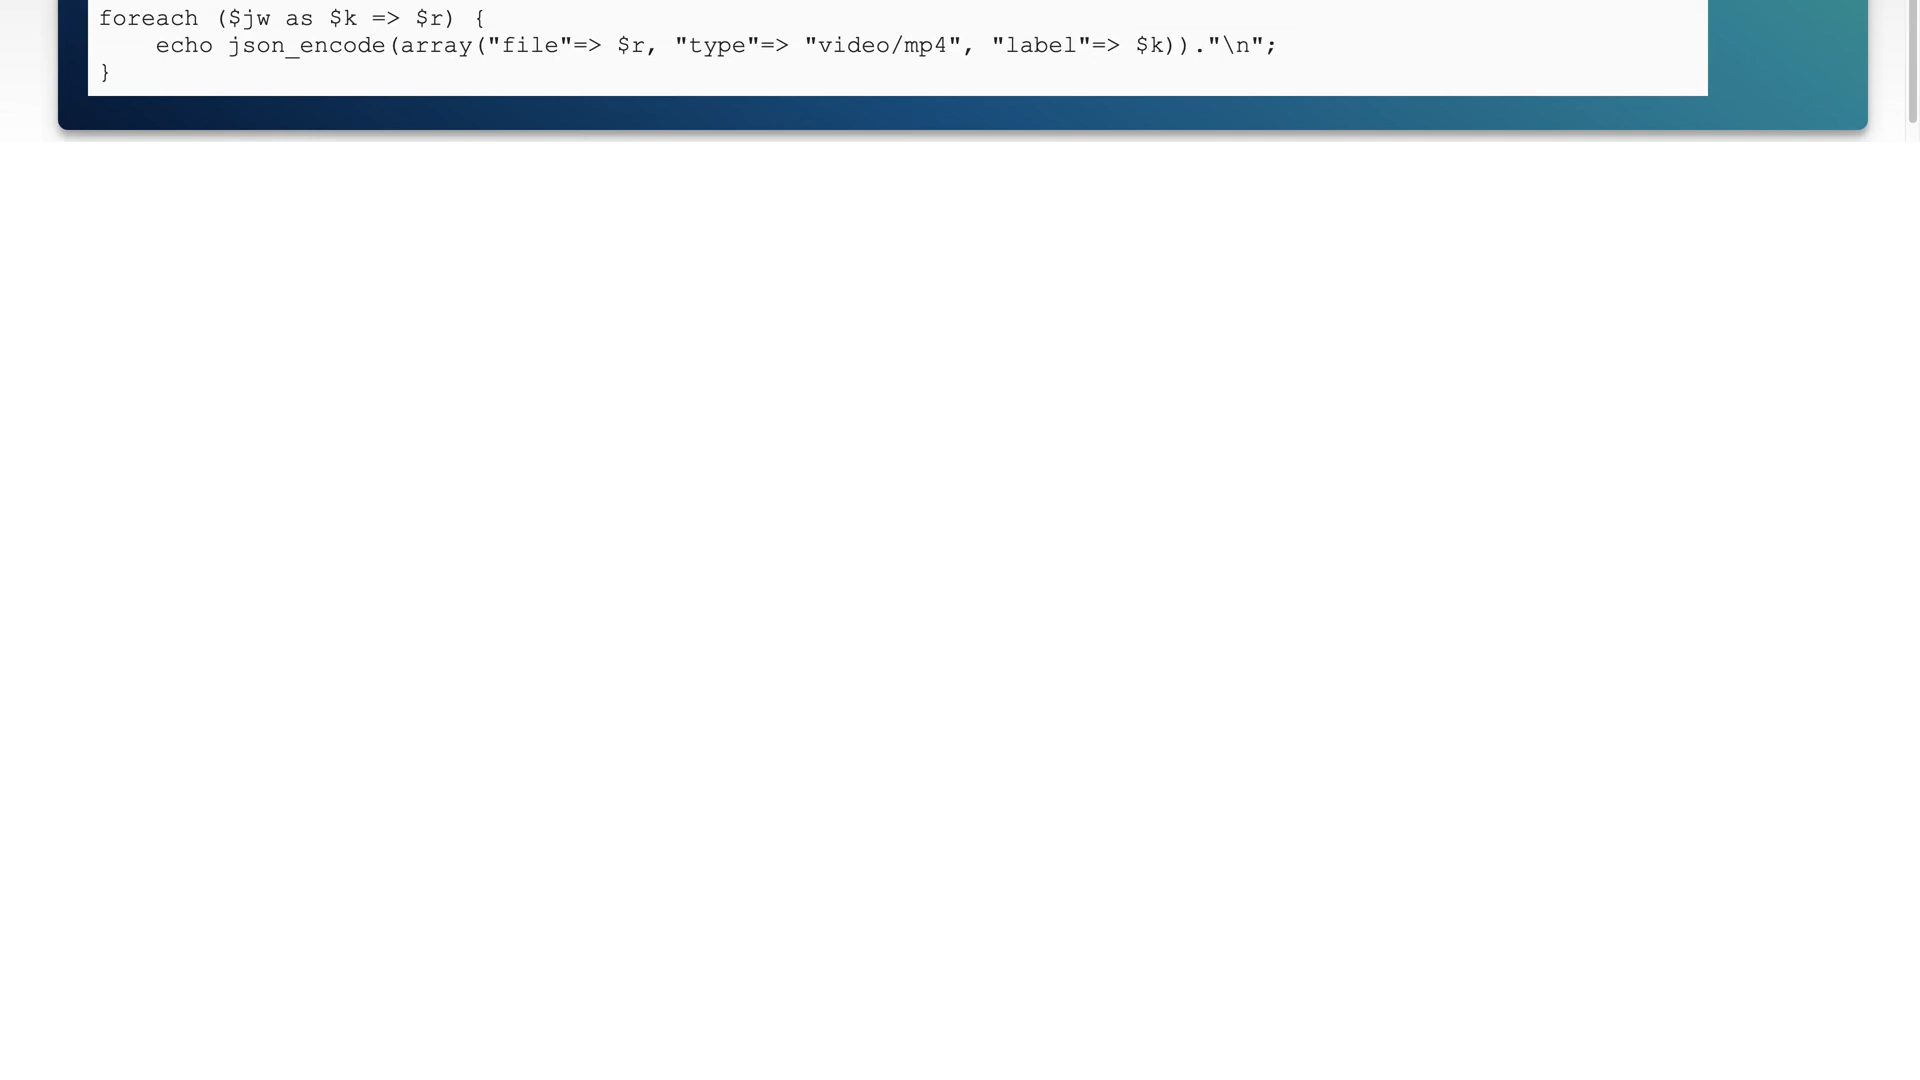 foreach ($jw as $k => $r) {
    echo json_encode(array("file"=> $r, "type"=> "video/mp4", "label"=> $k))."\n";
}